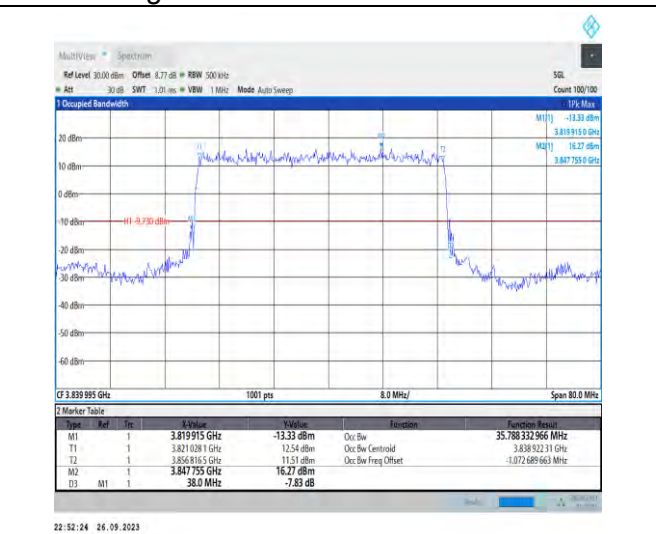 MultiView Spectrum
Ref Level 30.00 dBm Offset 8.77 dB RBW 500 kHz SGL
Att 30 dB SWT 1.01 ms VBW 1 MHz Mode Auto Sweep Count 100/100
1 Occupied Bandwidth 1Pk Max
M1[1] -13.33 dBm
3.819 915 0 GHz
M2[1] 16.27 dBm
3.847 755 0 GHz
20 dBm
T1 T2
10 dBm
0 dBm
-10 dBm H1 -9.730 dBm
-20 dBm
-30 dBm
-40 dBm
-50 dBm
-60 dBm
CF 3.839 995 GHz 1001 pts 8.0 MHz/ Span 80.0 MHz
2 Marker Table
Type Ref Trc X-Value Y-Value Function Function Result
M1 1 3.819915 GHz -13.33 dBm Occ Bw 35.788 332 966 MHz
T1 1 3.821 028 1 GHz 12.54 dBm Occ Bw Centroid 3.838 922 31 GHz
T2 1 3.856 816 5 GHz 11.51 dBm Occ Bw Freq Offset -1.072 689 663 MHz
M2 1 3.847 755 GHz 16.27 dBm
D3 M1 1 38.0 MHz -7.83 dB
22:52:24 26.09.2023